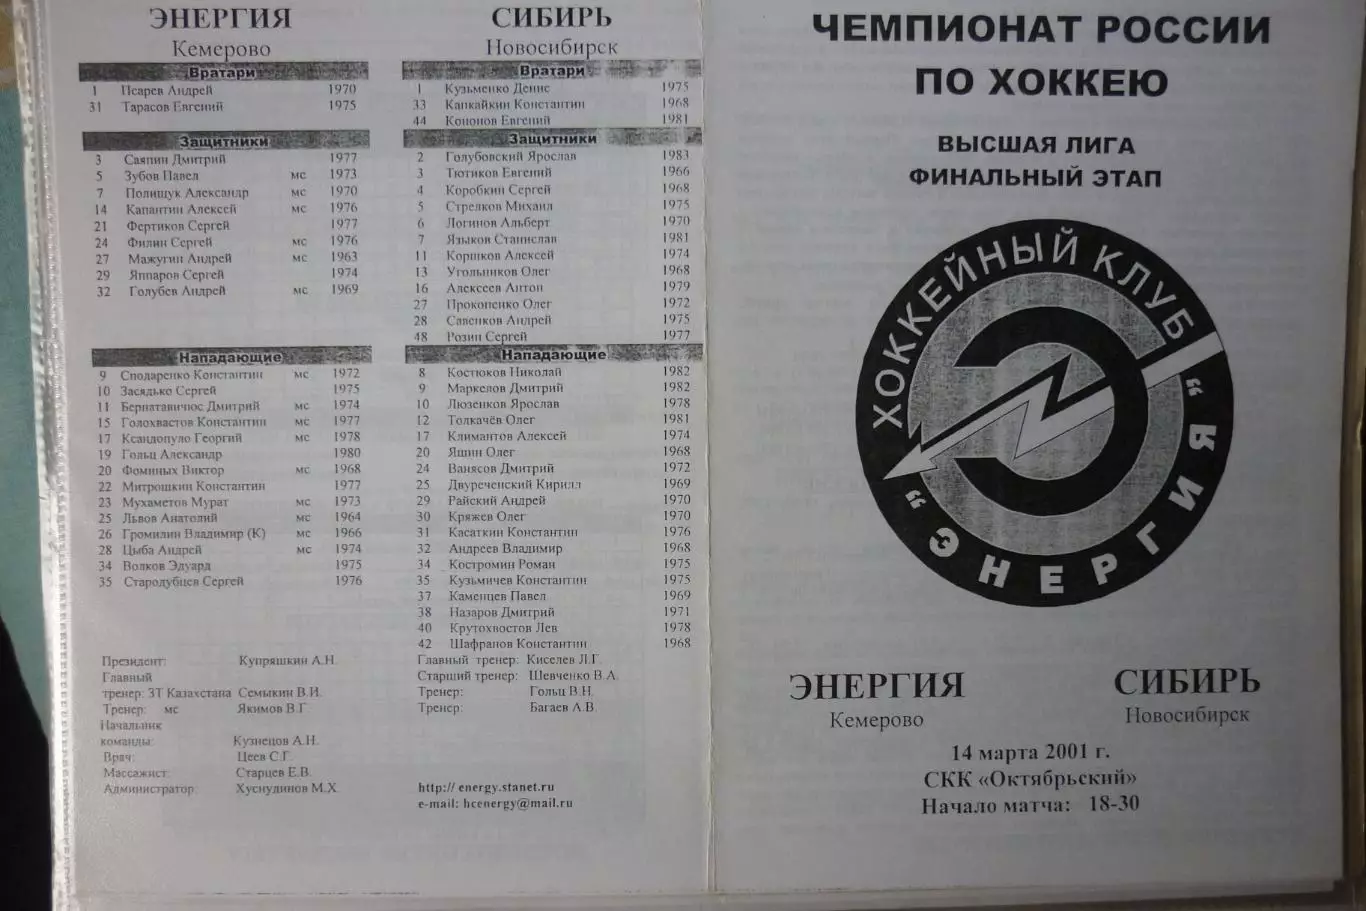 ЭНЕРГИЯ
Кемерово
Вратари
1 Псарев Андрей 1970
31 Тарасов Евгений 1975
Защитники
3 Саяпин Дмитрий 1977
5 Зубов Павел мс 1973
7 Полищук Александр мс 1970
14 Капантин Алексей мс 1976
21 Фертиков Сергей 1977
24 Филин Сергей мс 1976
27 Мажугин Андрей мс 1963
29 Яппаров Сергей 1974
32 Голубев Андрей мс 1969
Нападающие
9 Сподаренко Константин мс 1972
10 Засядько Сергей 1975
11 Бернатавичюс Дмитрий мс 1974
15 Голохвастов Константин мс 1977
17 Ксандопуло Георгий мс 1978
19 Гольц Александр 1980
20 Фоминых Виктор мс 1968
22 Митрошкин Константин 1977
23 Мухаметов Мурат мс 1973
25 Львов Анатолий мс 1964
26 Громилин Владимир (К) мс 1966
28 Цыба Андрей мс 1974
34 Волков Эдуард 1975
35 Стародубцев Сергей 1976
Президент: Купряшкин А.Н.
Главный
тренер: ЗТ Казахстана Семыкин В.И.
Тренер: мс Якимов В.Г.
Начальник
команды: Кузнецов А.Н.
Врач: Цеев С.Г.
Массажист: Старцев Е.В.
Администратор: Хуснудинов М.Х.
СИБИРЬ
Новосибирск
Вратари
1 Кузьменко Денис 1975
33 Капкайкин Константин 1968
44 Кононов Евгений 1981
Защитники
2 Голубовский Ярослав 1983
3 Тютиков Евгений 1966
4 Коробкин Сергей 1968
5 Стрелков Михаил 1975
6 Логинов Альберт 1970
7 Языков Станислав 1981
11 Коршков Алексей 1974
13 Угольников Олег 1968
16 Алексеев Антон 1979
27 Прокопенко Олег 1972
28 Савенков Андрей 1975
48 Розин Сергей 1977
Нападающие
8 Костюков Николай 1982
9 Маркелов Дмитрий 1982
10 Люзенков Ярослав 1978
12 Толкачёв Олег 1981
17 Климантов Алексей 1974
20 Яшин Олег 1968
24 Ванясов Дмитрий 1972
25 Двуреченский Кирилл 1969
29 Райский Андрей 1970
30 Кряжев Олег 1970
31 Касаткин Константин 1976
32 Андреев Владимир 1968
34 Костромин Роман 1975
35 Кузьмичев Константин 1975
37 Каменцев Павел 1969
38 Назаров Дмитрий 1971
40 Крутохвостов Лев 1978
42 Шафранов Константин 1968
Главный тренер: Киселев Л.Г.
Старший тренер: Шевченко В.А.
Тренер: Гольц В.Н.
Тренер: Багаев А.В.
http:// energy.stanet.ru
e-mail: hcenergy@mail.ru
ЧЕМПИОНАТ РОССИИ
ПО ХОККЕЮ
ВЫСШАЯ ЛИГА
ФИНАЛЬНЫЙ ЭТАП
ХОККЕЙНЫЙ КЛУБ
"ЭНЕРГИЯ"
ЭНЕРГИЯ
Кемерово
СИБИРЬ
Новосибирск
14 марта 2001 г.
СКК «Октябрьский»
Начало матча: 18-30